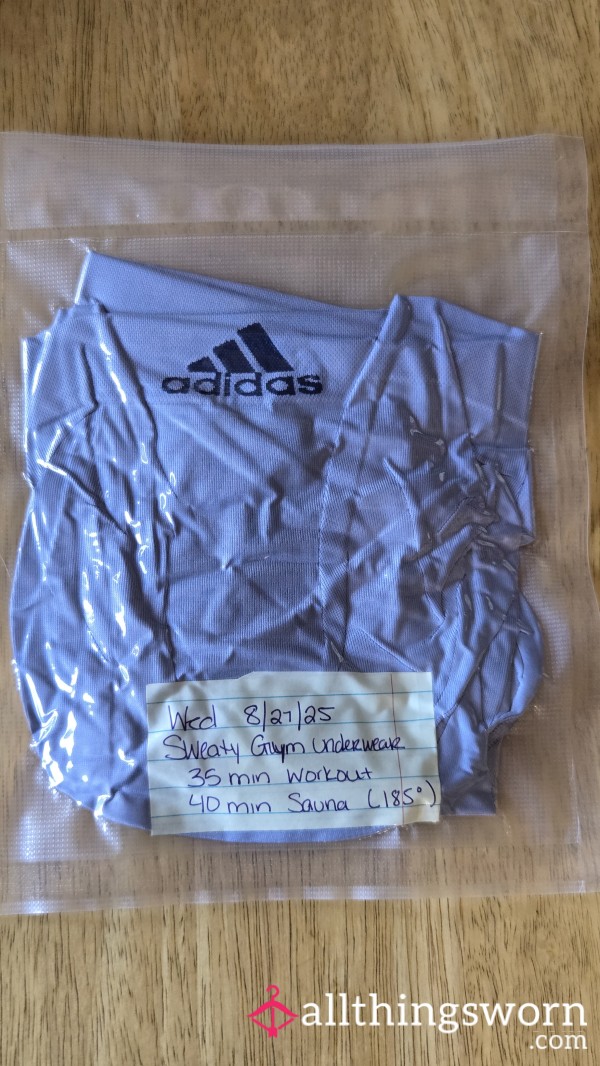 adidas
Wed 8/27/25
Sweaty Gym Underwear
35 min Workout
40 min Sauna (185°)
allthingsworn
.com